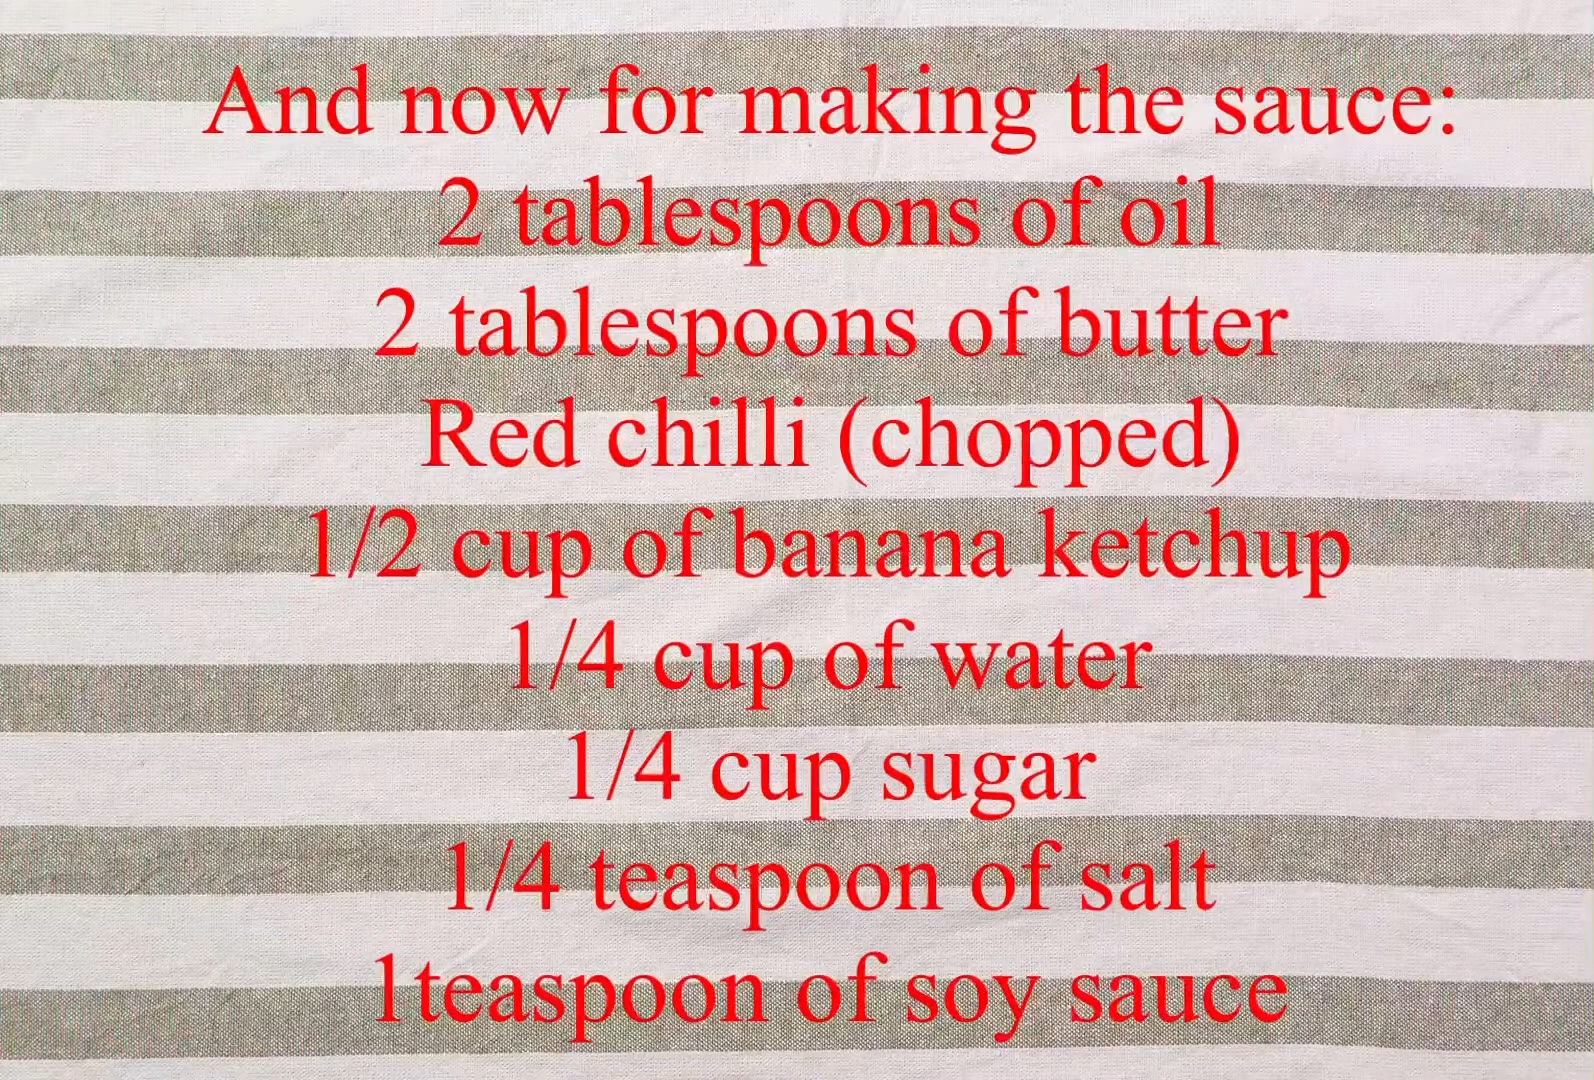 And now for making the sauce:
2 tablespoons of oil
2 tablespoons of butter
Red chilli (chopped)
1/2 cup of banana ketchup
1/4 cup of water
1/4 cup sugar
1/4 teaspoon of salt
1teaspoon of soy sauce